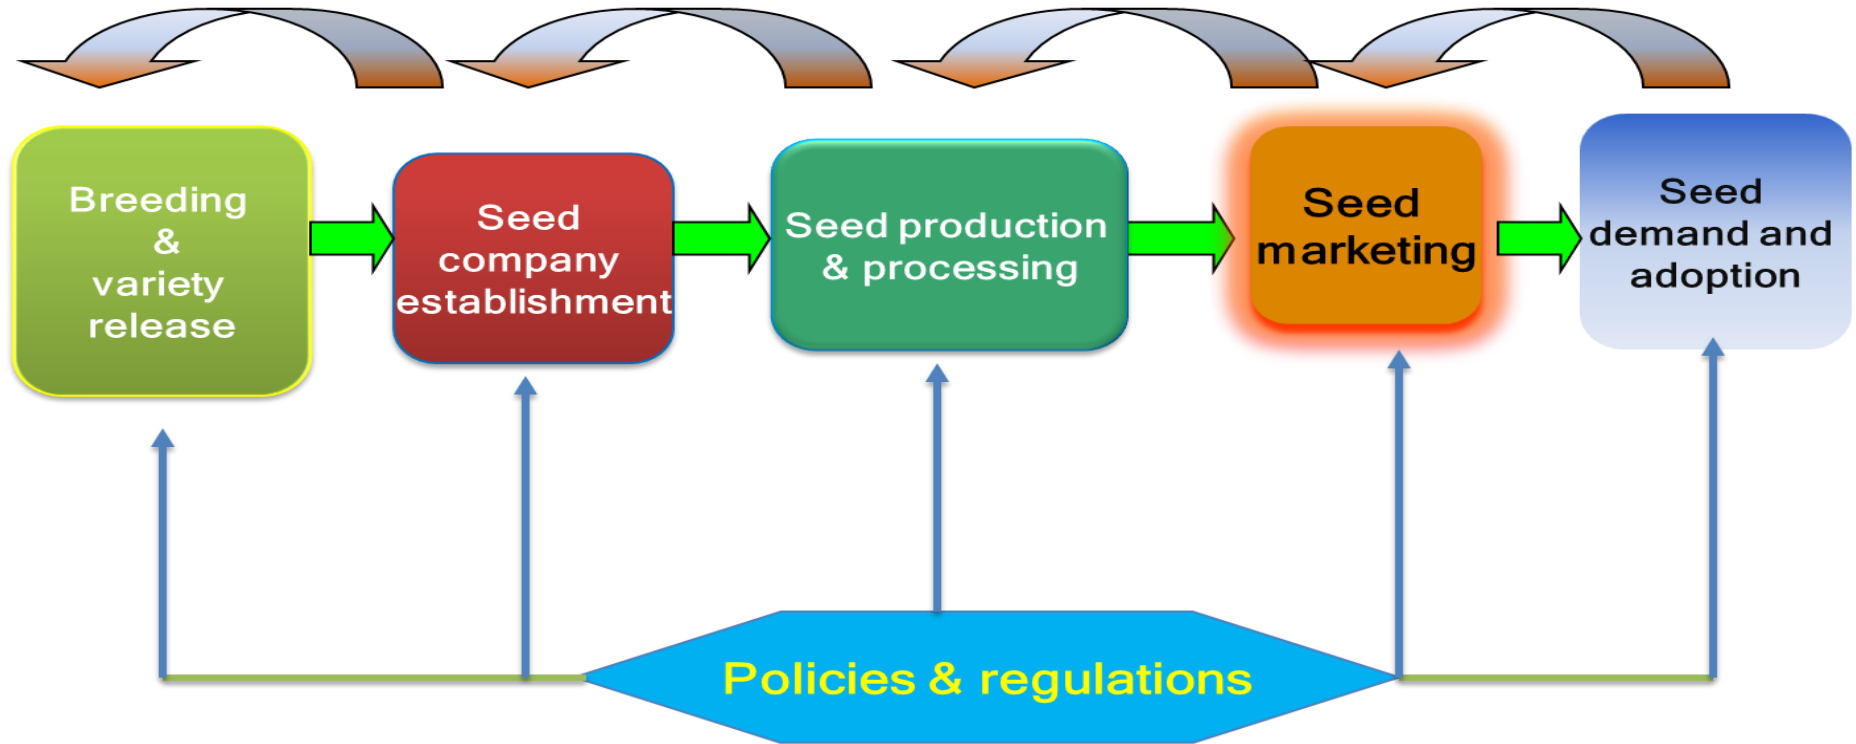 Breeding
&
variety
release
Seed
company
establishment
Seed production
& processing
Seed
marketing
Seed
demand and
adoption
Policies & regulations